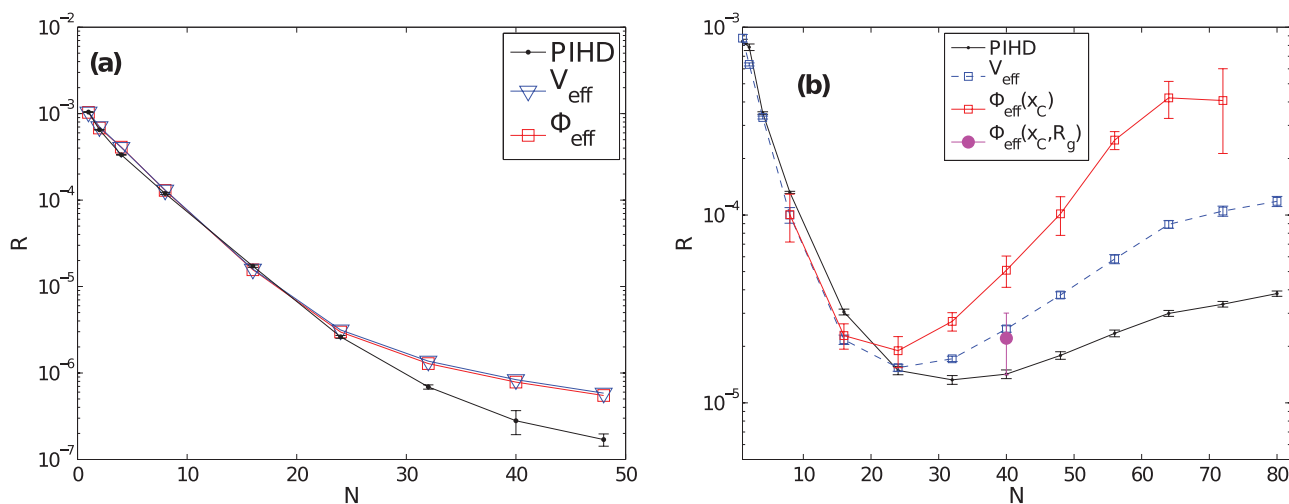 (a)
PIHD
V_eff
Φ_eff
R
10^-2
10^-3
10^-4
10^-5
10^-6
10^-7
0 10 20 30 40 50
N
(b)
PIHD
V_eff
Φ_eff(x_C)
Φ_eff(x_C,R_g)
R
10^-3
10^-4
10^-5
10 20 30 40 50 60 70 80
N